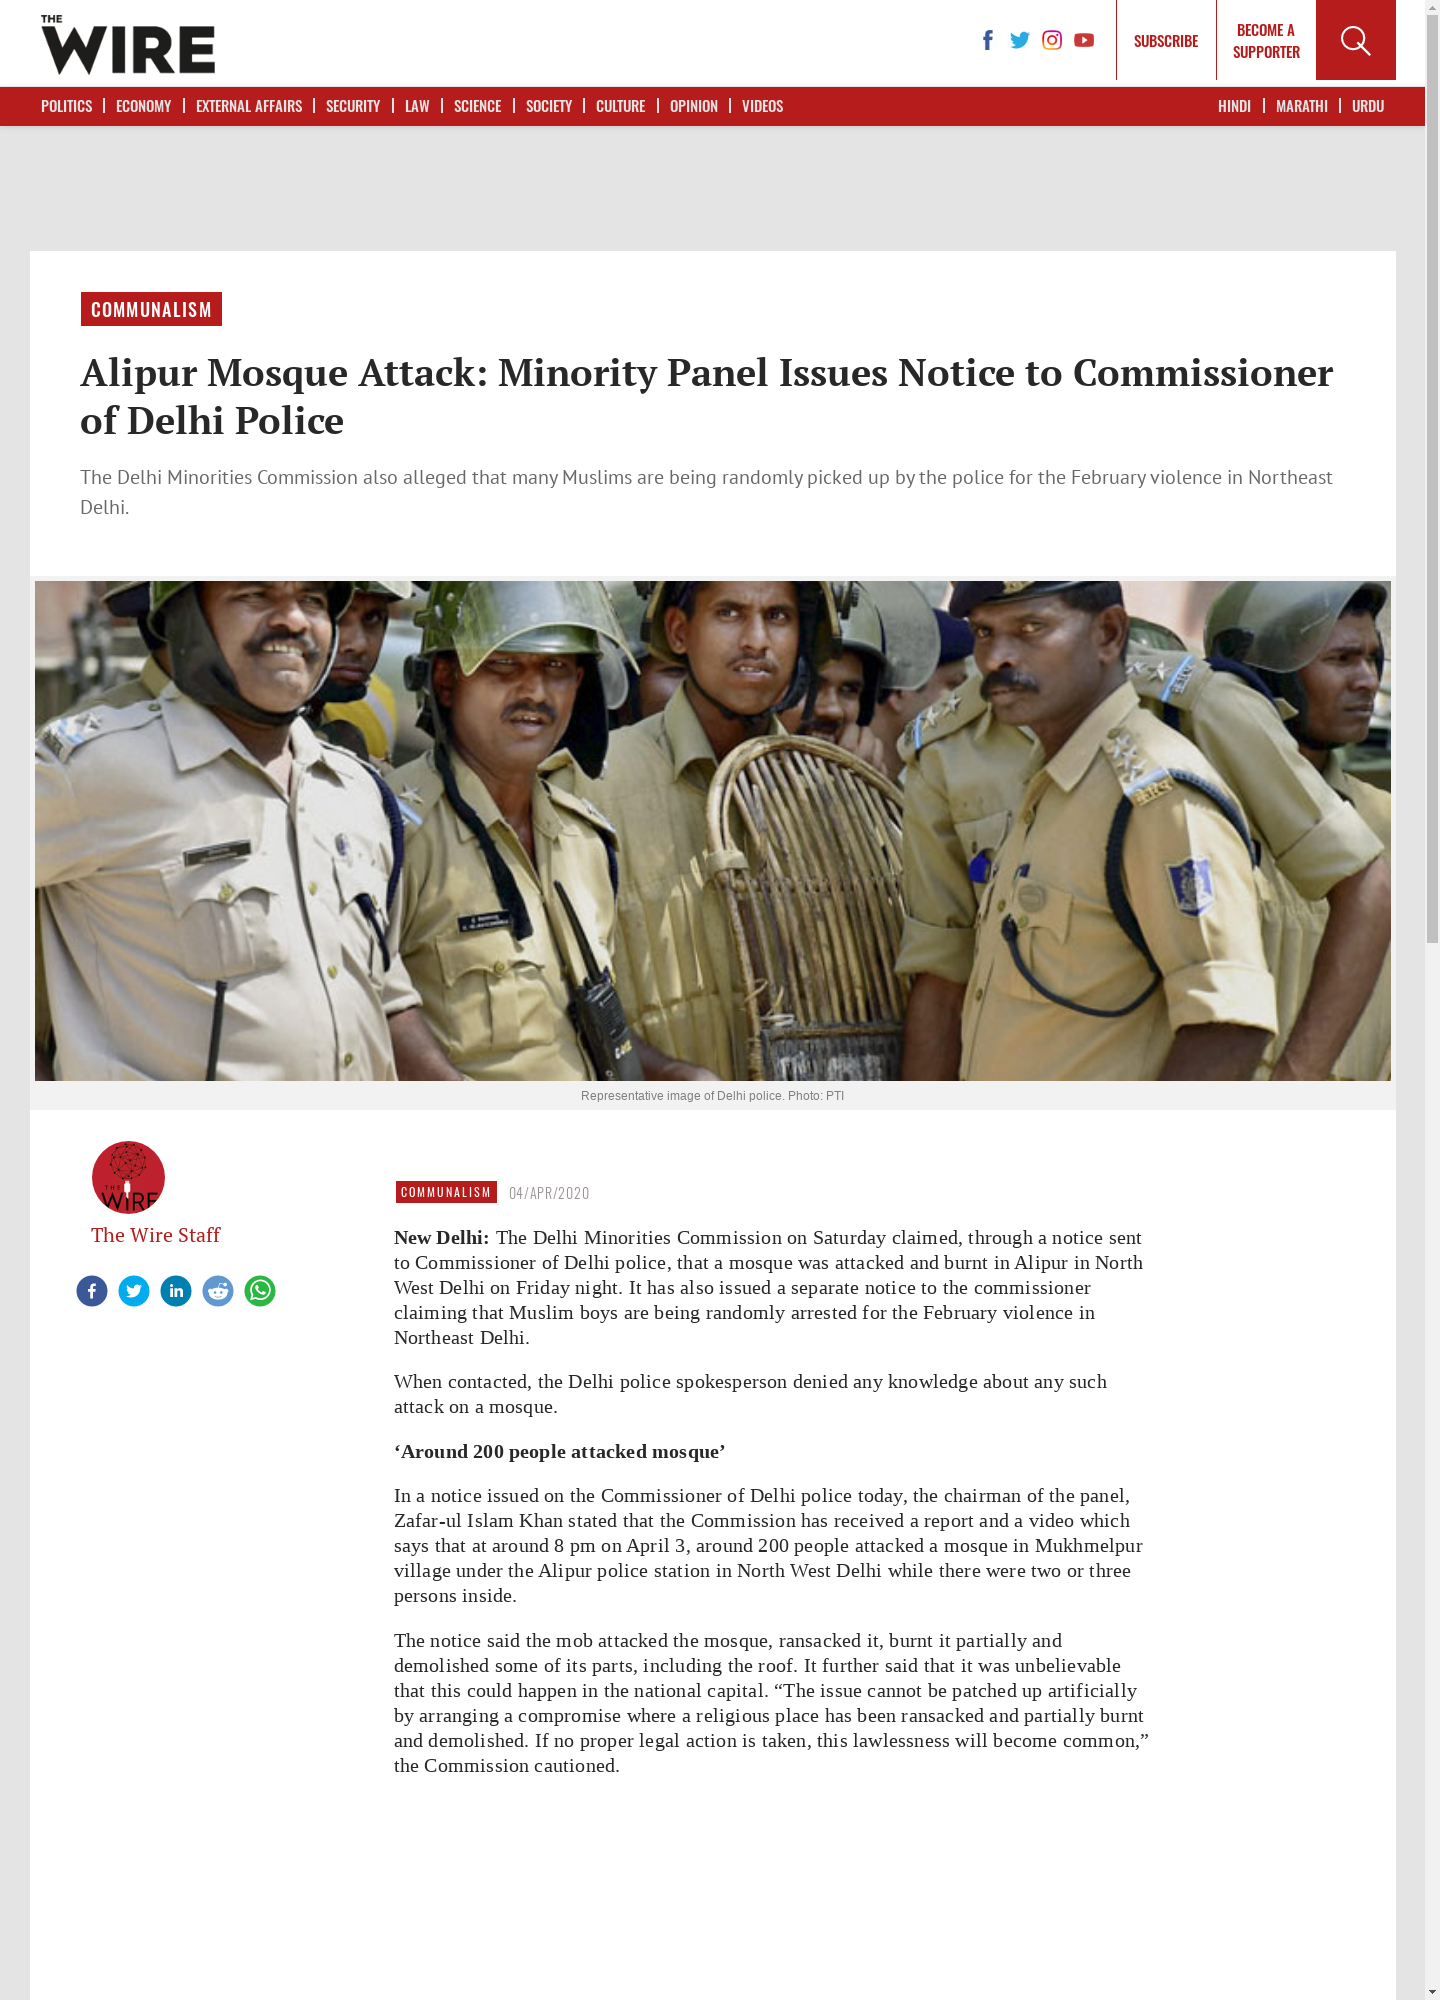 THE
WIRE
SUBSCRIBE
BECOME A
SUPPORTER
POLITICS
ECONOMY
EXTERNAL AFFAIRS
SECURITY
LAW
SCIENCE
SOCIETY
CULTURE
OPINION
VIDEOS
HINDI
MARATHI
URDU
COMMUNALISM
Alipur Mosque Attack: Minority Panel Issues Notice to Commissioner
of Delhi Police
The Delhi Minorities Commission also alleged that many Muslims are being randomly picked up by the police for the February violence in Northeast
Delhi.
Representative image of Delhi police. Photo: PTI
THE
WIRE
The Wire Staff
COMMUNALISM 04/APR/2020
New Delhi: The Delhi Minorities Commission on Saturday claimed, through a notice sent
to Commissioner of Delhi police, that a mosque was attacked and burnt in Alipur in North
West Delhi on Friday night. It has also issued a separate notice to the commissioner
claiming that Muslim boys are being randomly arrested for the February violence in
Northeast Delhi.
When contacted, the Delhi police spokesperson denied any knowledge about any such
attack on a mosque.
‘Around 200 people attacked mosque’
In a notice issued on the Commissioner of Delhi police today, the chairman of the panel,
Zafar-ul Islam Khan stated that the Commission has received a report and a video which
says that at around 8 pm on April 3, around 200 people attacked a mosque in Mukhmelpur
village under the Alipur police station in North West Delhi while there were two or three
persons inside.
The notice said the mob attacked the mosque, ransacked it, burnt it partially and
demolished some of its parts, including the roof. It further said that it was unbelievable
that this could happen in the national capital. “The issue cannot be patched up artificially
by arranging a compromise where a religious place has been ransacked and partially burnt
and demolished. If no proper legal action is taken, this lawlessness will become common,”
the Commission cautioned.